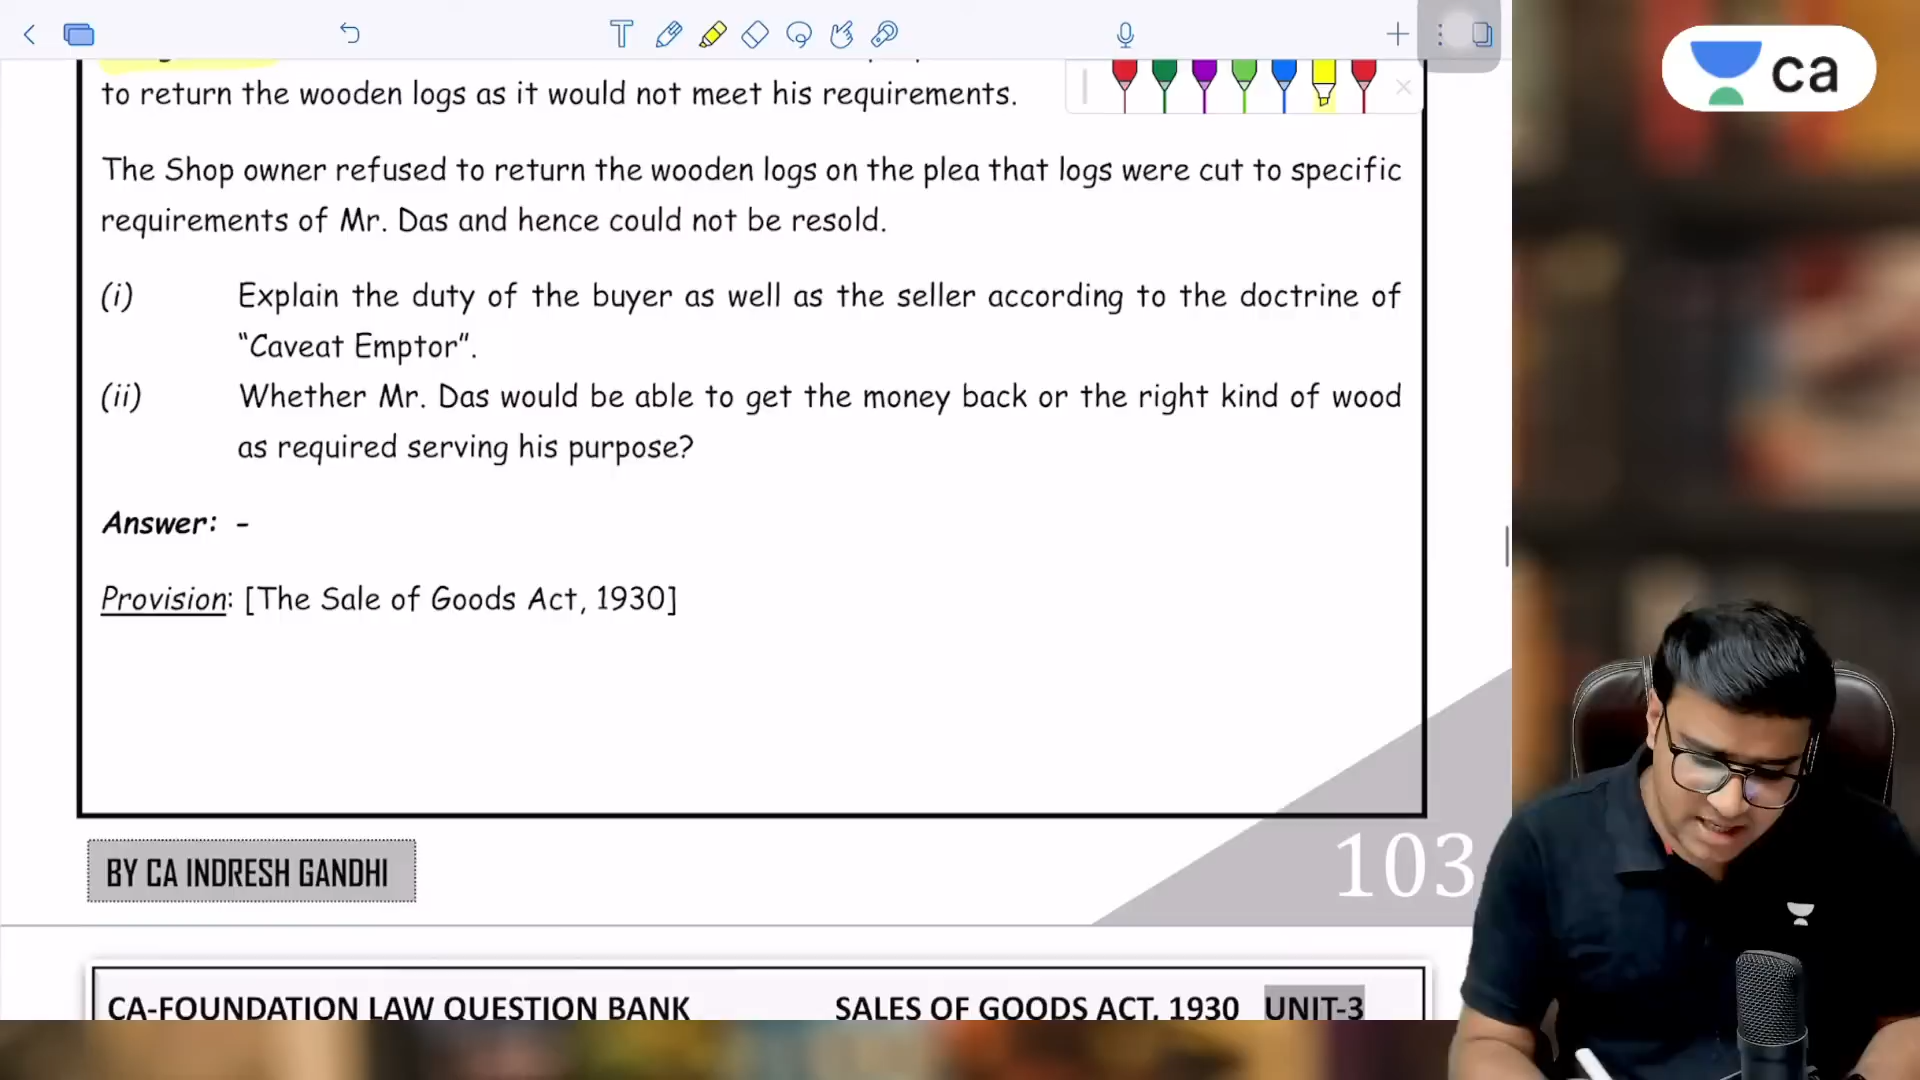 ca
to return the wooden logs as it would not meet his requirements.
The Shop owner refused to return the wooden logs on the plea that logs were cut to specific
requirements of Mr. Das and hence could not be resold.
(i) Explain the duty of the buyer as well as the seller according to the doctrine of
“Caveat Emptor”.
(ii) Whether Mr. Das would be able to get the money back or the right kind of wood
as required serving his purpose?
Answer: -
Provision: [The Sale of Goods Act, 1930]
BY CA INDRESH GANDHI
103
CA-FOUNDATION LAW QUESTION BANK SALES OF GOODS ACT, 1930 UNIT-3